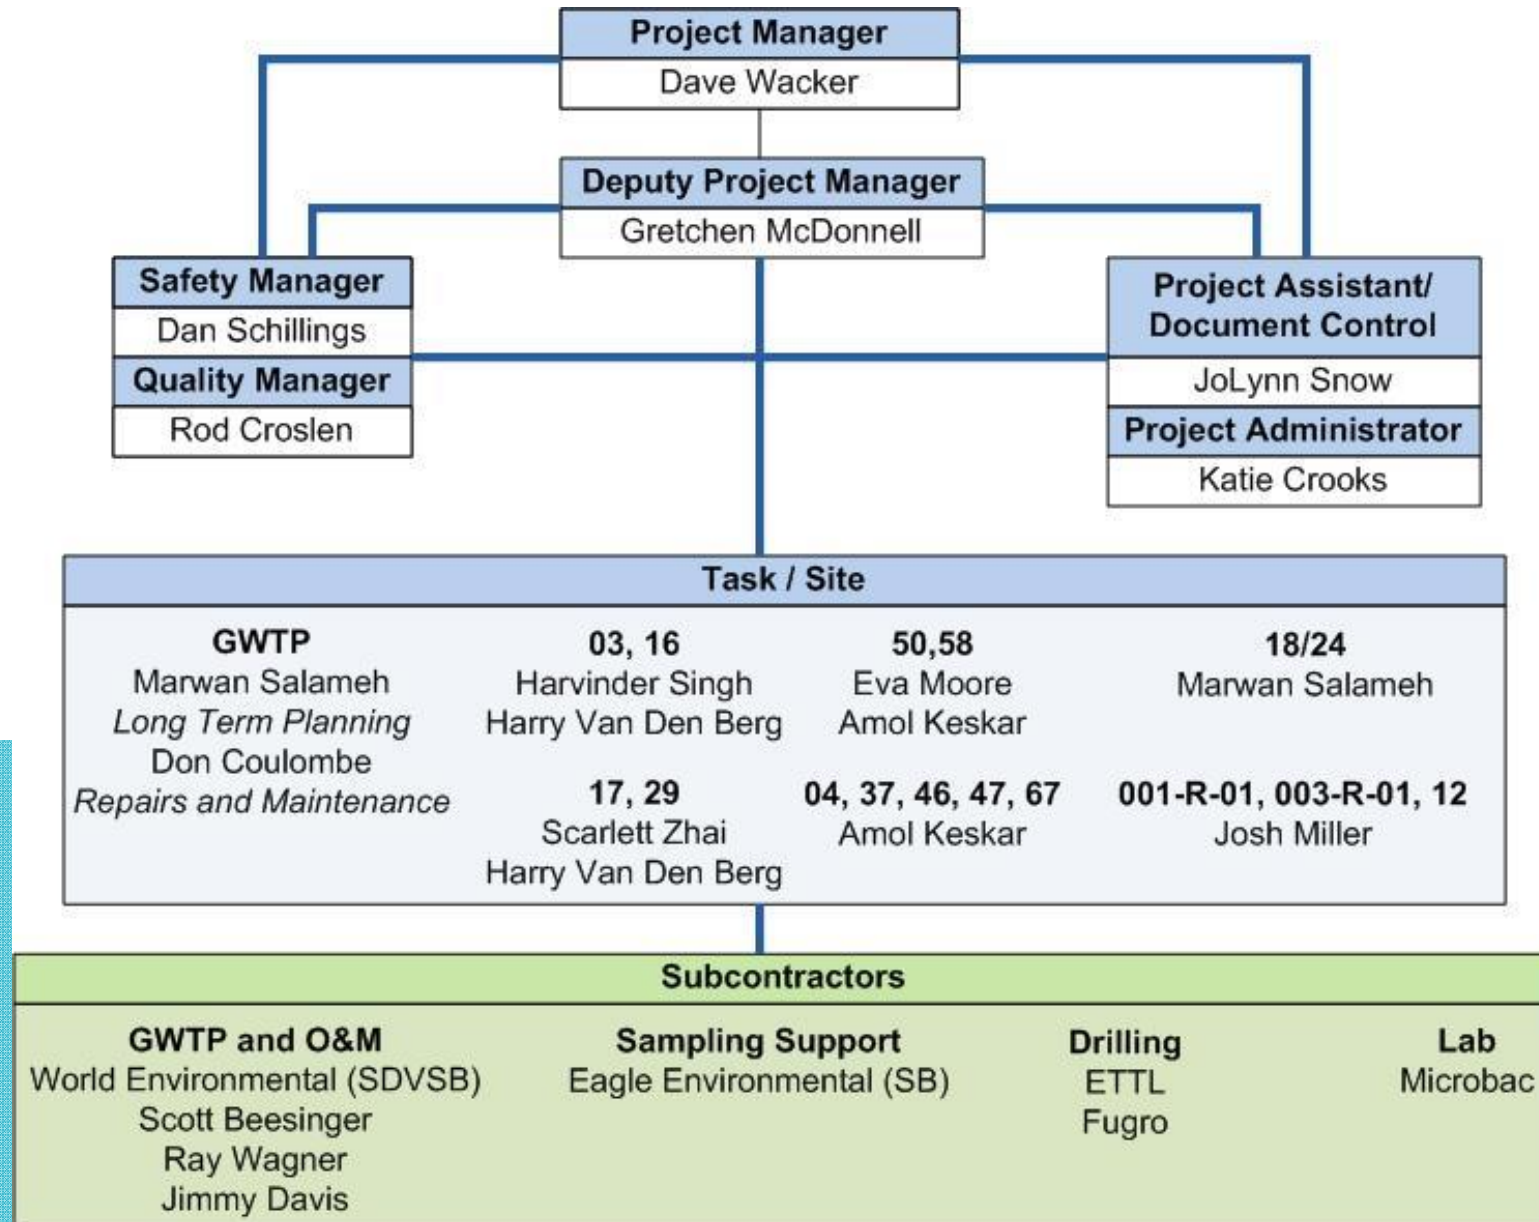 Project Manager
Dave Wacker
Deputy Project Manager
Gretchen McDonnell
Safety Manager
Dan Schillings
Quality Manager
Rod Croslen
Project Assistant/
Document Control
JoLynn Snow
Project Administrator
Katie Crooks
Task / Site
GWTP
Marwan Salameh
Long Term Planning
Don Coulombe
Repairs and Maintenance
03, 16
Harvinder Singh
Harry Van Den Berg
17, 29
Scarlett Zhai
Harry Van Den Berg
50,58
Eva Moore
Amol Keskar
04, 37, 46, 47, 67
Amol Keskar
18/24
Marwan Salameh
001-R-01, 003-R-01, 12
Josh Miller
Subcontractors
GWTP and O&M
World Environmental (SDVSB)
Scott Beesinger
Ray Wagner
Jimmy Davis
Sampling Support
Eagle Environmental (SB)
Drilling
ETTL
Fugro
Lab
Microbac